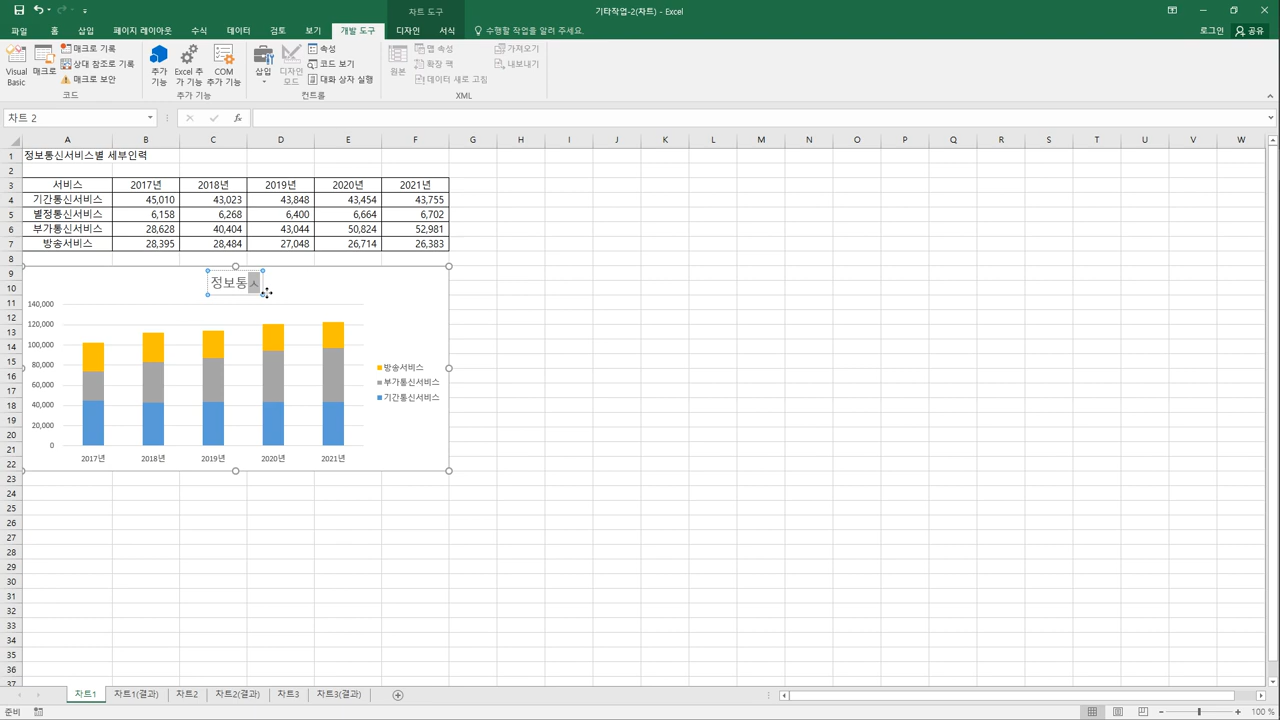 차트 도구
기타작업-2(차트) - Excel
파일 홈 삽입 페이지 레이아웃 수식 데이터 검토 보기 개발 도구 디자인 서식 수행할 작업을 알려 주세요.
로그인 공유
Visual Basic
매크로
매크로 기록
상대 참조로 기록
매크로 보안
코드
추가 기능
Excel 추가 기능
COM 추가 기능
추가 기능
삽입
디자인 모드
속성
코드 보기
대화 상자 실행
컨트롤
원본
맵 속성
확장 팩
데이터 새로 고침
가져오기
내보내기
XML
차트 2
fx
A B C D E F G H I J K L M N O P Q R S T U V W
1 정보통신서비스별 세부인력
2
3 서비스 2017년 2018년 2019년 2020년 2021년
4 기간통신서비스 45,010 43,023 43,848 43,454 43,755
5 별정통신서비스 6,158 6,268 6,400 6,664 6,702
6 부가통신서비스 28,628 40,404 43,044 50,824 52,981
7 방송서비스 28,395 28,484 27,048 26,714 26,383
8
9
10
11
12
13
14
15
16
17
18
19
20
21
22
23
24
25
26
27
28
29
30
31
32
33
34
35
36
37
정보통ㅅ
140,000
120,000
100,000
80,000
60,000
40,000
20,000
0
2017년 2018년 2019년 2020년 2021년
방송서비스
부가통신서비스
기간통신서비스
차트1 차트1(결과) 차트2 차트2(결과) 차트3 차트3(결과)
준비
100 %